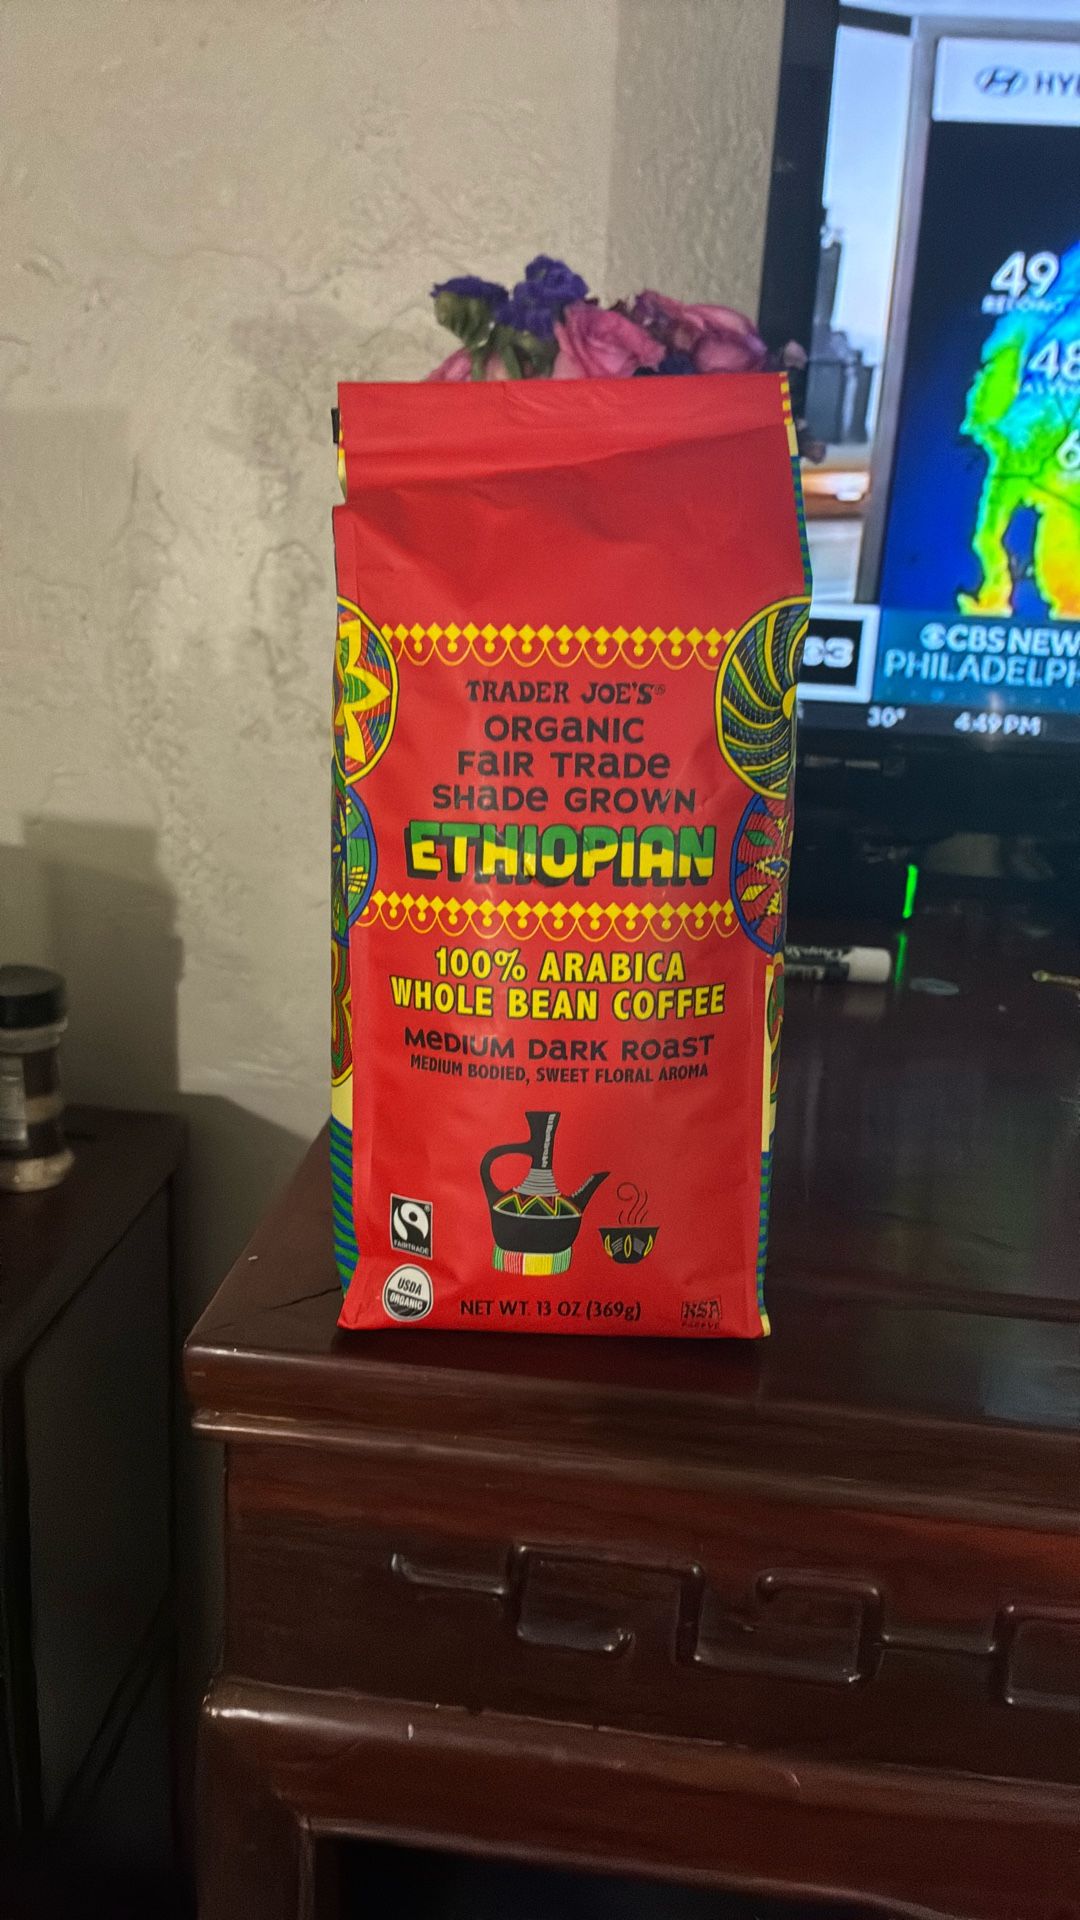 TRADER JOE'S®
ORGANIC
FAIR TRADE
SHADE GROWN
ETHIOPIAN
100% ARABICA
WHOLE BEAN COFFEE
MEDIUM DARK ROAST
MEDIUM BODIED, SWEET FLORAL AROMA
FAIRTRADE
USDA
ORGANIC
NET WT. 13 OZ (369g)
49
REDDING
48
CBS NEWS
PHILADELPH
30°
4:49 PM